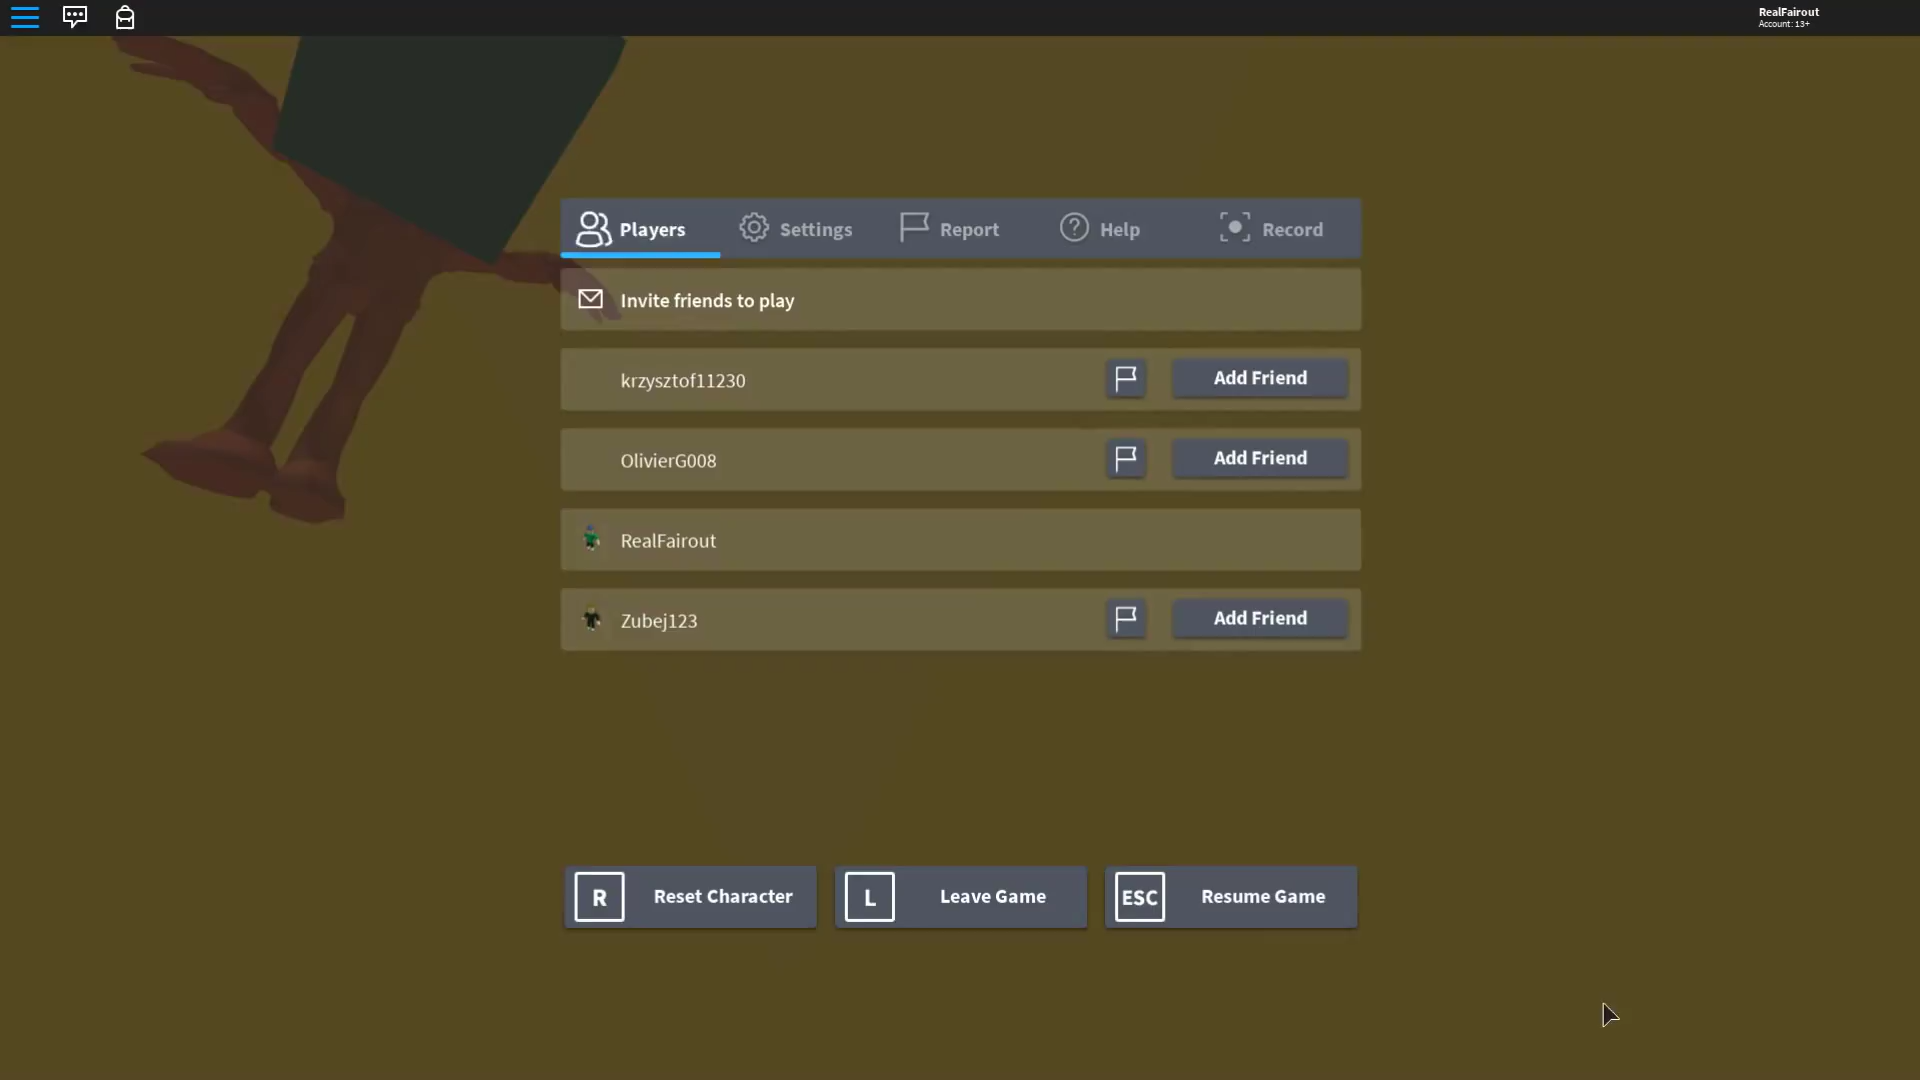 RealFairout
Account: 13+
Players
Settings
Report
Help
Record
Invite friends to play
krzysztof11230
Add Friend
OlivierG008
Add Friend
RealFairout
Zubej123
Add Friend
R
Reset Character
L
Leave Game
ESC
Resume Game